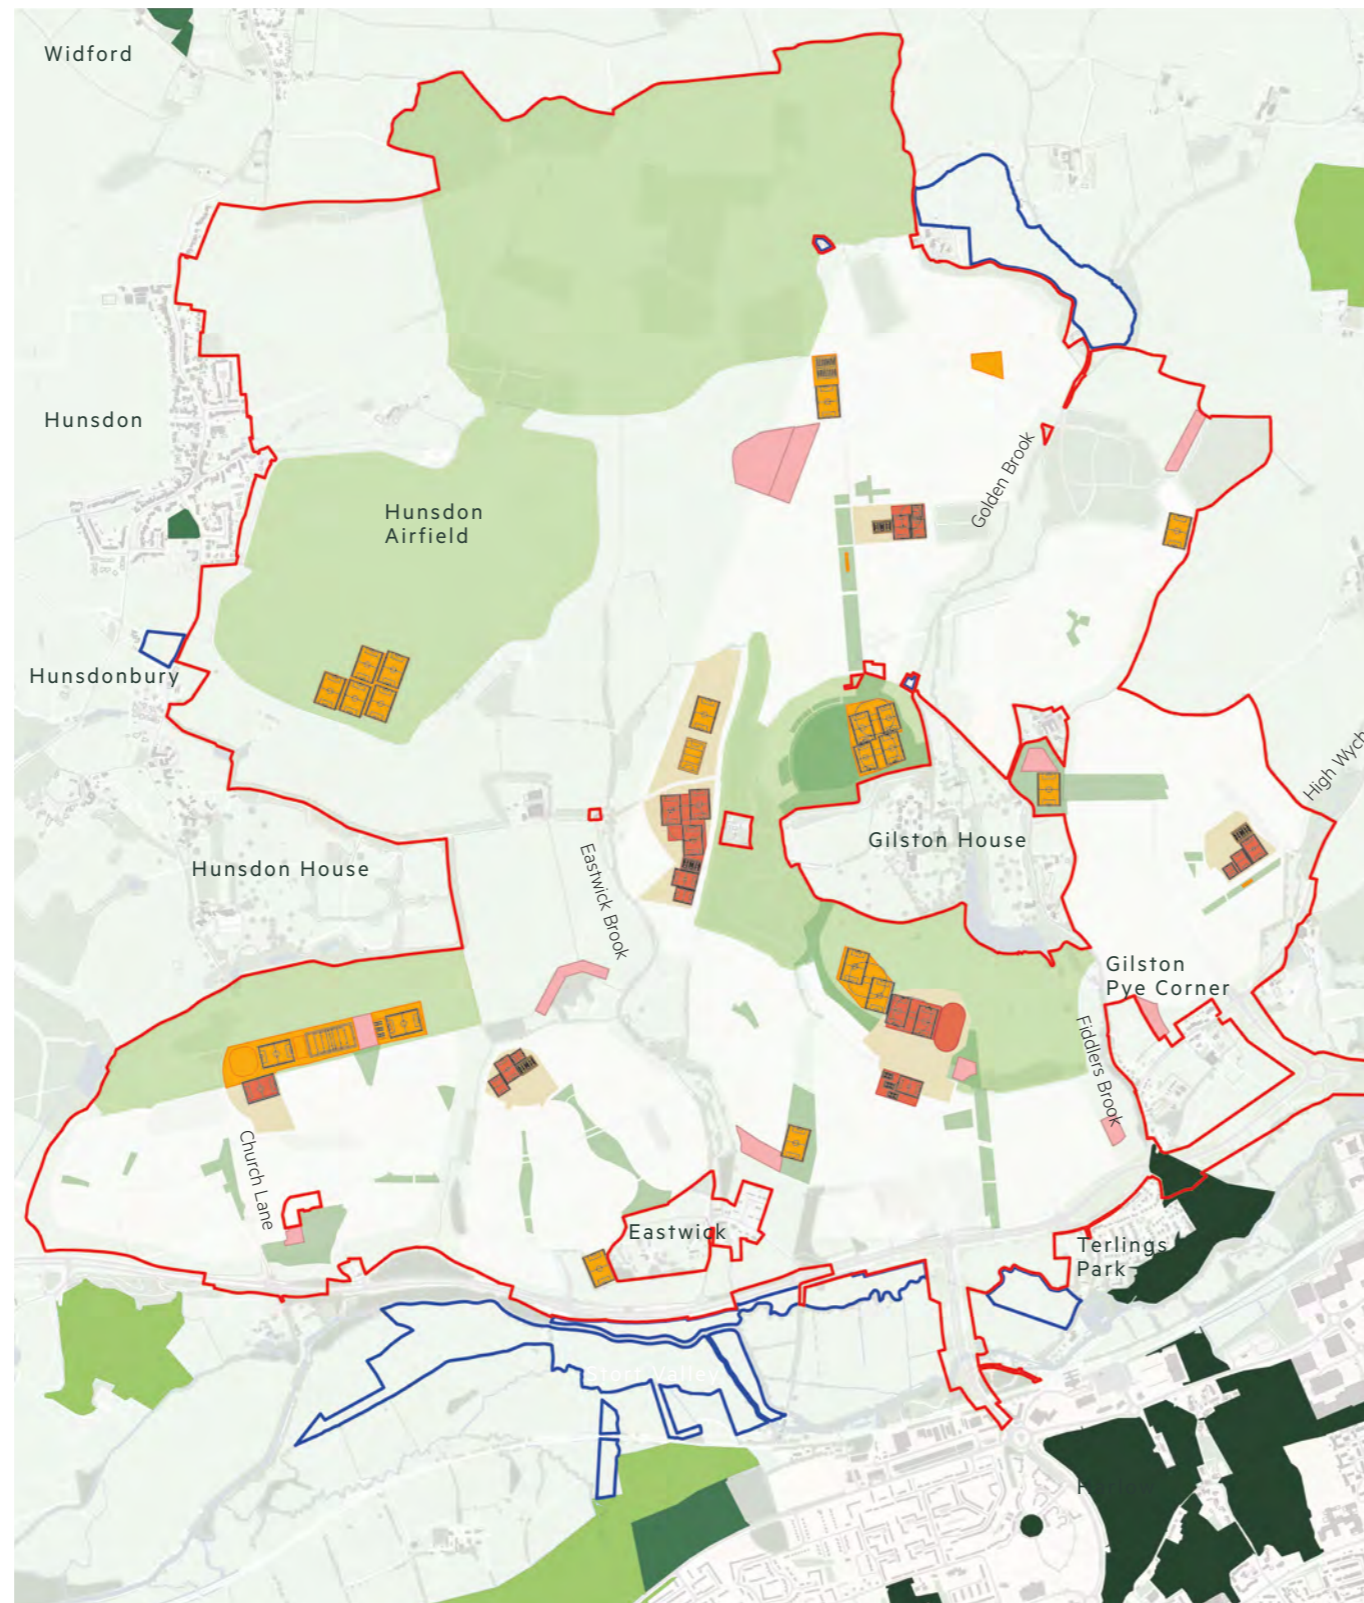 Widford
Hunsdon
Hunsdon
Airfield
Golden Brook
Hunsdonbury
High Wych
Gilston House
Hunsdon House
Eastwick Brook
Gilston
Pye Corner
Fiddlers Brook
Church Lane
Eastwick
Terlings
Park
Stort Valley